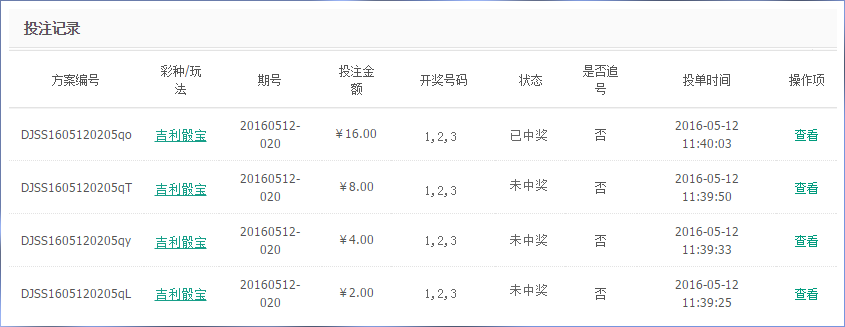 投注记录
方案编号 彩种/玩法 期号 投注金额 开奖号码 状态 是否追号 投单时间 操作项
DJSS1605120205qo 吉利骰宝 20160512-020 ￥16.00 1,2,3 已中奖 否 2016-05-12 11:40:03 查看
DJSS1605120205qT 吉利骰宝 20160512-020 ￥8.00 1,2,3 未中奖 否 2016-05-12 11:39:50 查看
DJSS1605120205qy 吉利骰宝 20160512-020 ￥4.00 1,2,3 未中奖 否 2016-05-12 11:39:33 查看
DJSS1605120205qL 吉利骰宝 20160512-020 ￥2.00 1,2,3 未中奖 否 2016-05-12 11:39:25 查看